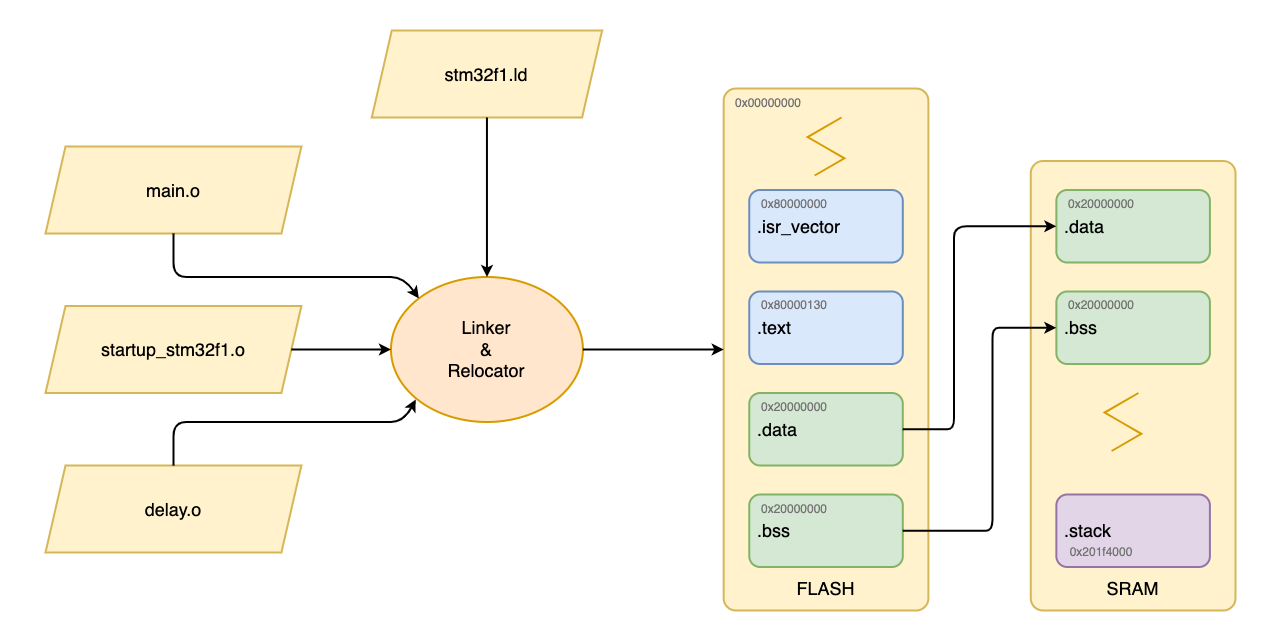 stm32f1.ld
main.o
startup_stm32f1.o
delay.o
Linker
&
Relocator
0x00000000
0x80000000
.isr_vector
0x80000130
.text
0x20000000
.data
0x20000000
.bss
FLASH
0x20000000
.data
0x20000000
.bss
.stack
0x201f4000
SRAM